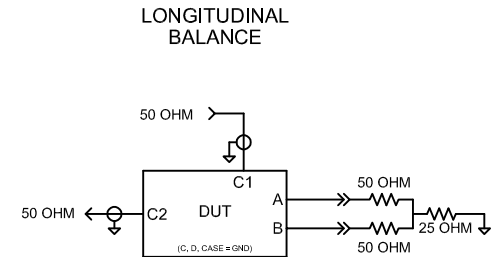 LONGITUDINAL
BALANCE
50 OHM
C1
50 OHM
A
50 OHM
C2
DUT
B
25 OHM
(C, D, CASE = GND)
50 OHM